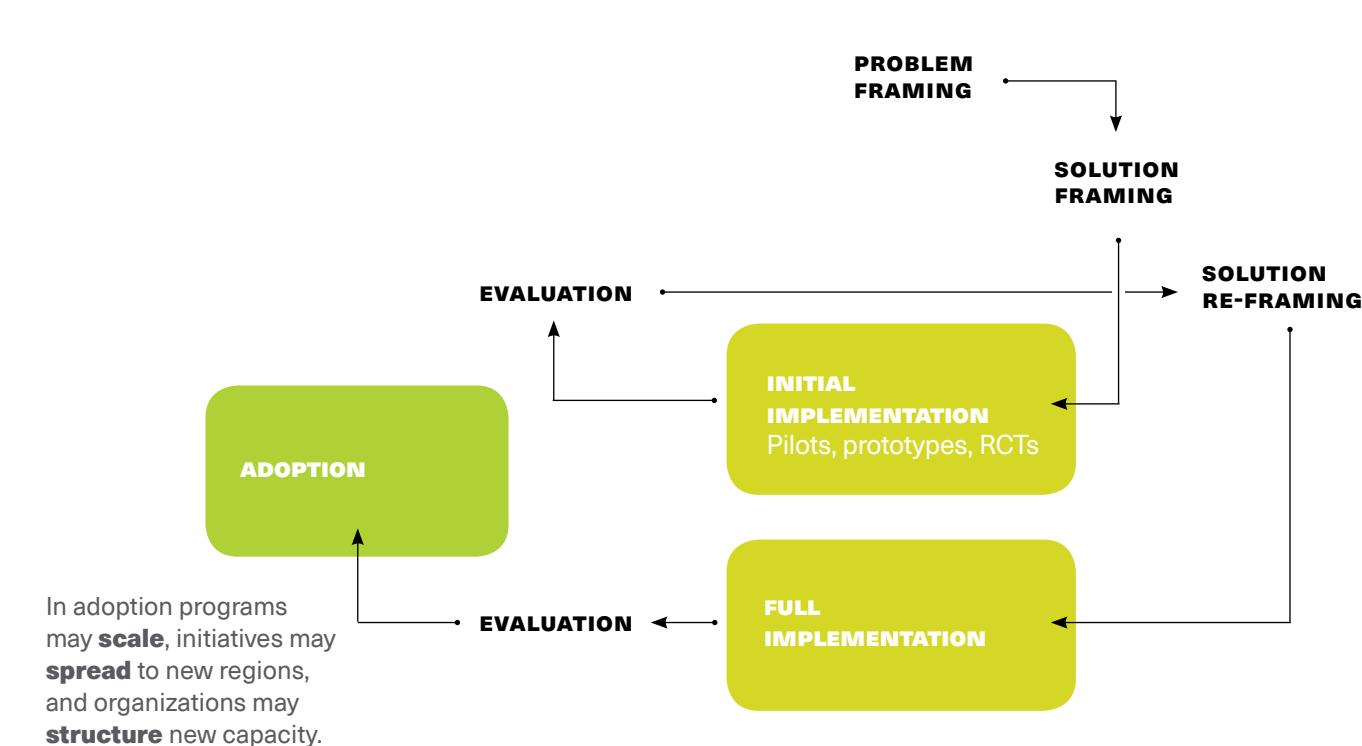 PROBLEM
FRAMING
SOLUTION
FRAMING
EVALUATION
SOLUTION
RE-FRAMING
INITIAL
IMPLEMENTATION
Pilots, prototypes, RCTs
ADOPTION
In adoption programs
may scale, initiatives may
spread to new regions,
and organizations may
structure new capacity.
EVALUATION
FULL
IMPLEMENTATION